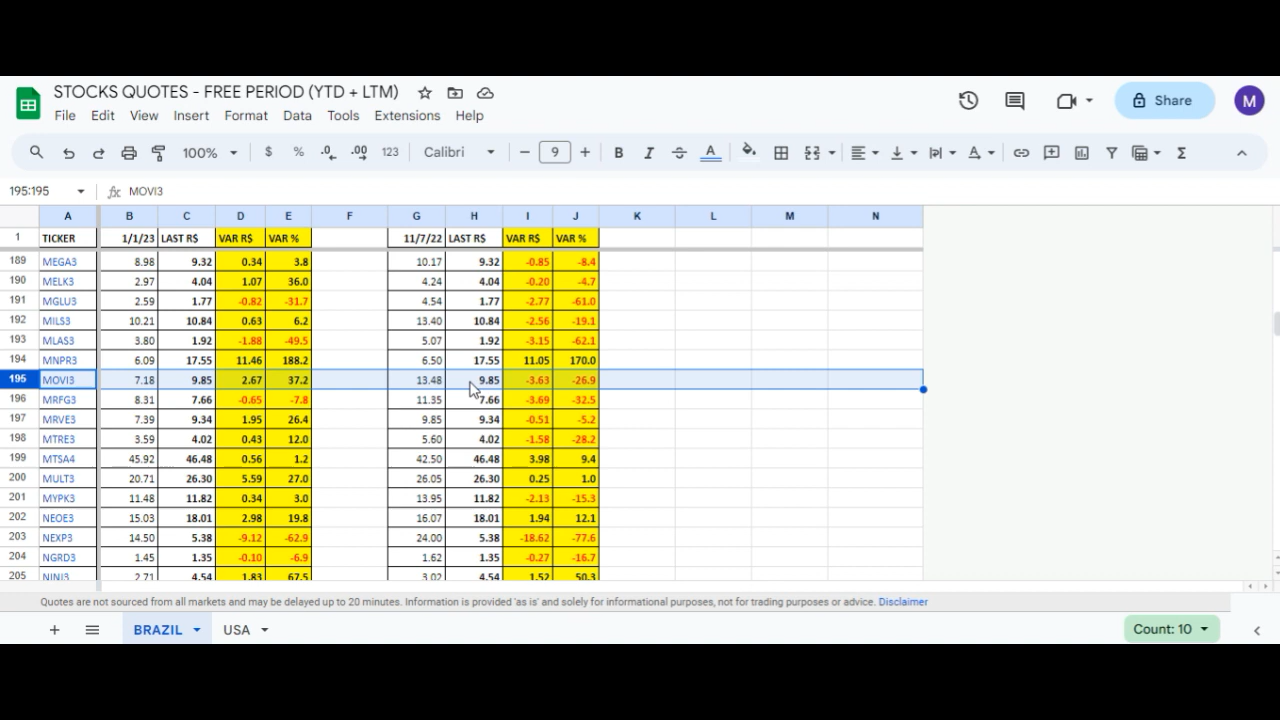 STOCKS QUOTES - FREE PERIOD (YTD + LTM)
File Edit View Insert Format Data Tools Extensions Help
Share M
100% $ % .0 .00 123 Calibri 9 B I A Σ
195:195 fx MOVI3
A B C D E F G H I J K L M N
1 TICKER 1/1/23 LAST R$ VAR R$ VAR % 11/7/22 LAST R$ VAR R$ VAR %
189 MEGA3 8.98 9.32 0.34 3.8 10.17 9.32 -0.85 -8.4
190 MELK3 2.97 4.04 1.07 36.0 4.24 4.04 -0.20 -4.7
191 MGLU3 2.59 1.77 -0.82 -31.7 4.54 1.77 -2.77 -61.0
192 MILS3 10.21 10.84 0.63 6.2 13.40 10.84 -2.56 -19.1
193 MLAS3 3.80 1.92 -1.88 -49.5 5.07 1.92 -3.15 -62.1
194 MNPR3 6.09 17.55 11.46 188.2 6.50 17.55 11.05 170.0
195 MOVI3 7.18 9.85 2.67 37.2 13.48 9.85 -3.63 -26.9
196 MRFG3 8.31 7.66 -0.65 -7.8 11.35 7.66 -3.69 -32.5
197 MRVE3 7.39 9.34 1.95 26.4 9.85 9.34 -0.51 -5.2
198 MTRE3 3.59 4.02 0.43 12.0 5.60 4.02 -1.58 -28.2
199 MTSA4 45.92 46.48 0.56 1.2 42.50 46.48 3.98 9.4
200 MULT3 20.71 26.30 5.59 27.0 26.05 26.30 0.25 1.0
201 MYPK3 11.48 11.82 0.34 3.0 13.95 11.82 -2.13 -15.3
202 NEOE3 15.03 18.01 2.98 19.8 16.07 18.01 1.94 12.1
203 NEXP3 14.50 5.38 -9.12 -62.9 24.00 5.38 -18.62 -77.6
204 NGRD3 1.45 1.35 -0.10 -6.9 1.62 1.35 -0.27 -16.7
205 NINJ3 2.71 4.54 1.83 67.5 3.02 4.54 1.52 50.3
Quotes are not sourced from all markets and may be delayed up to 20 minutes. Information is provided 'as is' and solely for informational purposes, not for trading purposes or advice. Disclaimer
BRAZIL USA Count: 10